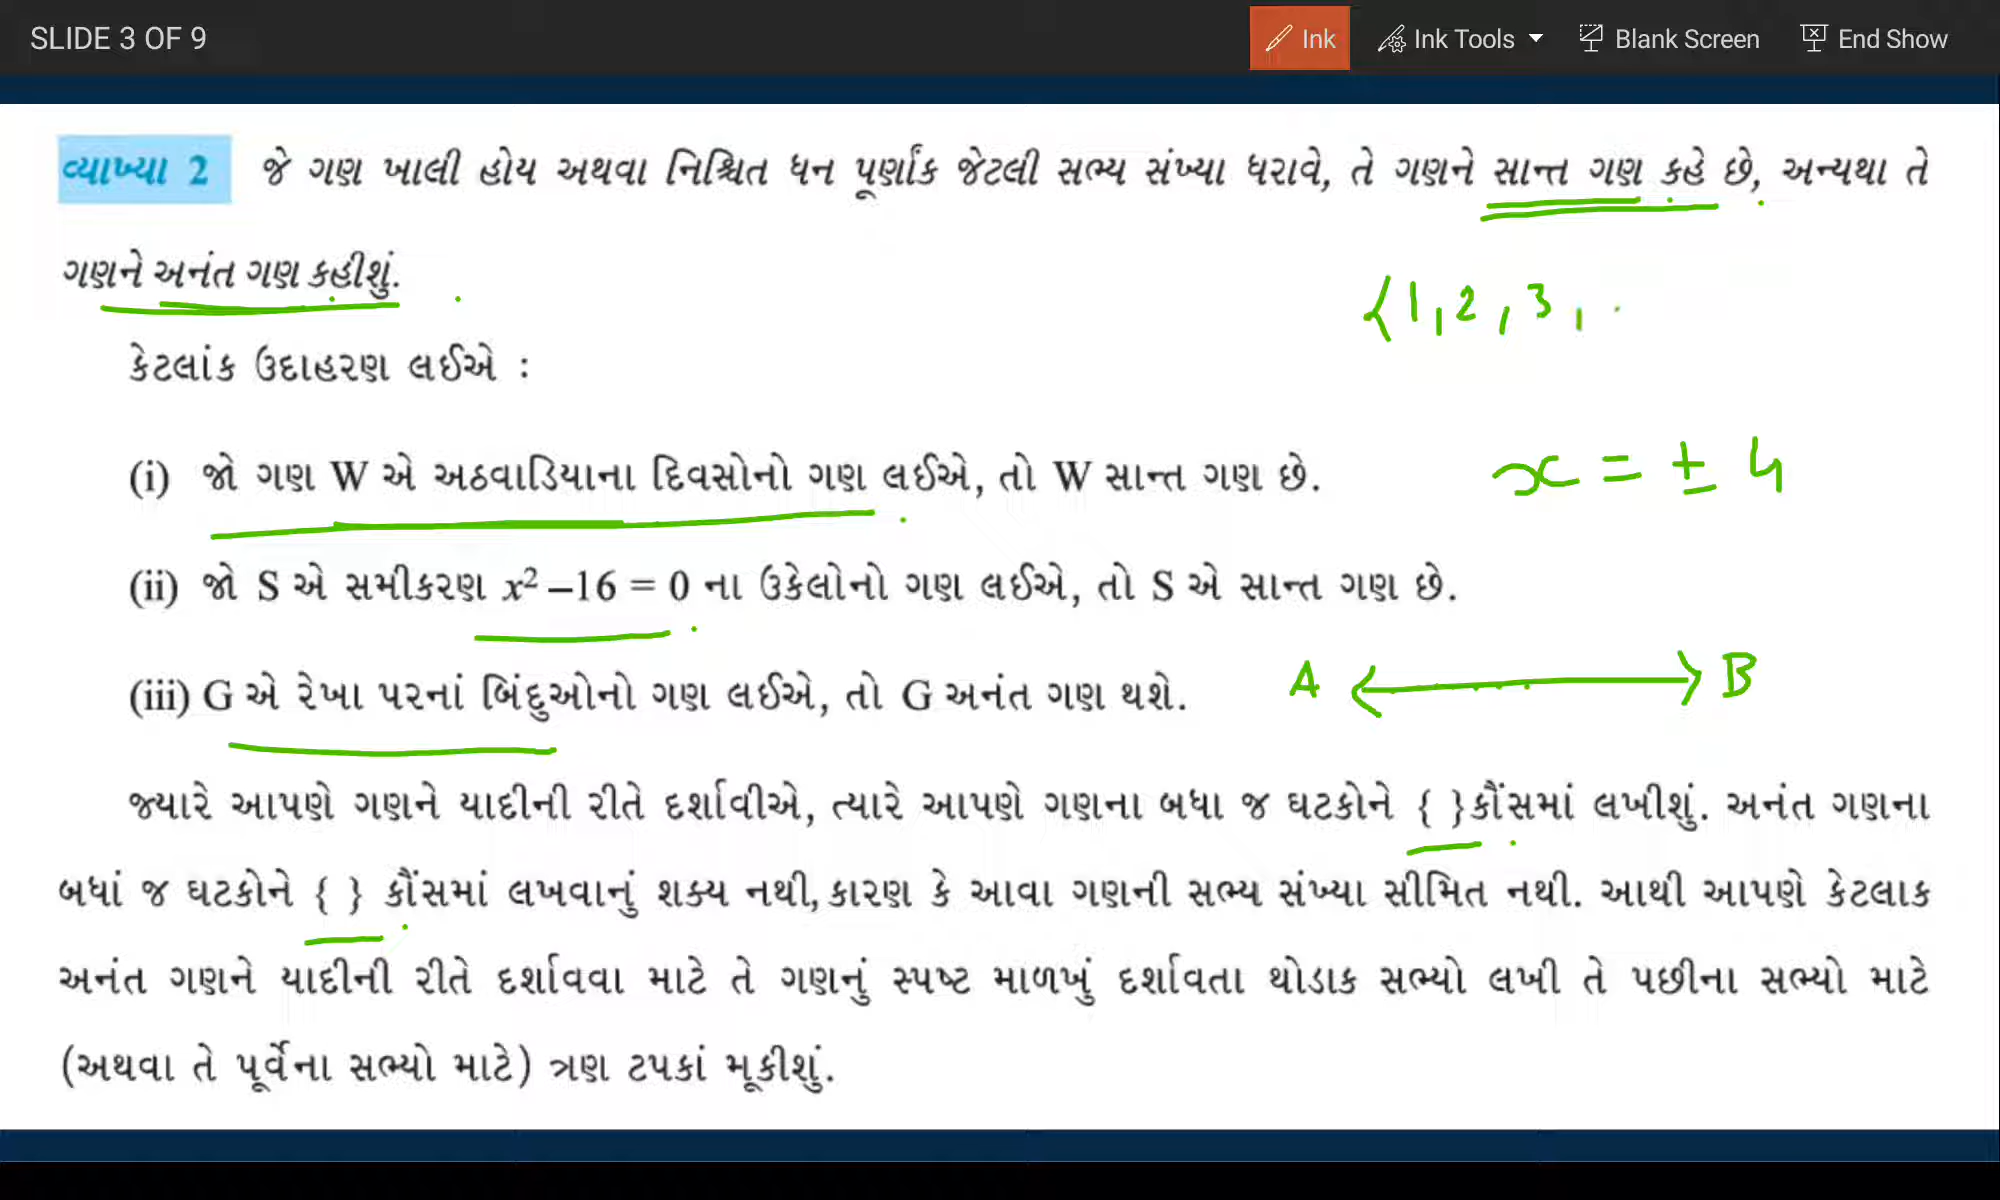 SLIDE 3 OF 9 Ink Ink Tools Blank Screen End Show
વ્યાખ્યા 2 જે ગણ ખાલી હોય અથવા નિશ્ચિત ધન પૂર્ણાંક જેટલી સભ્ય સંખ્યા ધરાવે, તે ગણને સાન્ત ગણ કહે છે, અન્યથા તે
ગણને અનંત ગણ કહીશું.
{1, 2, 3, .
કેટલાંક ઉદાહરણ લઈએ :
(i) જો ગણ W એ અઠવાડિયાના દિવસોનો ગણ લઈએ, તો W સાન્ત ગણ છે.
x = ± 4
(ii) જો S એ સમીકરણ x² –16 = 0 ના ઉકેલોનો ગણ લઈએ, તો S એ સાન્ત ગણ છે.
(iii) G એ રેખા પરનાં બિંદુઓનો ગણ લઈએ, તો G અનંત ગણ થશે.
A B
જ્યારે આપણે ગણને યાદીની રીતે દર્શાવીએ, ત્યારે આપણે ગણના બધા જ ઘટકોને { }કૌંસમાં લખીશું. અનંત ગણના
બધાં જ ઘટકોને { } કૌંસમાં લખવાનું શક્ય નથી, કારણ કે આવા ગણની સભ્ય સંખ્યા સીમિત નથી. આથી આપણે કેટલાક
અનંત ગણને યાદીની રીતે દર્શાવવા માટે તે ગણનું સ્પષ્ટ માળખું દર્શાવતા થોડાક સભ્યો લખી તે પછીના સભ્યો માટે
(અથવા તે પૂર્વેના સભ્યો માટે) ત્રણ ટપકાં મૂકીશું.